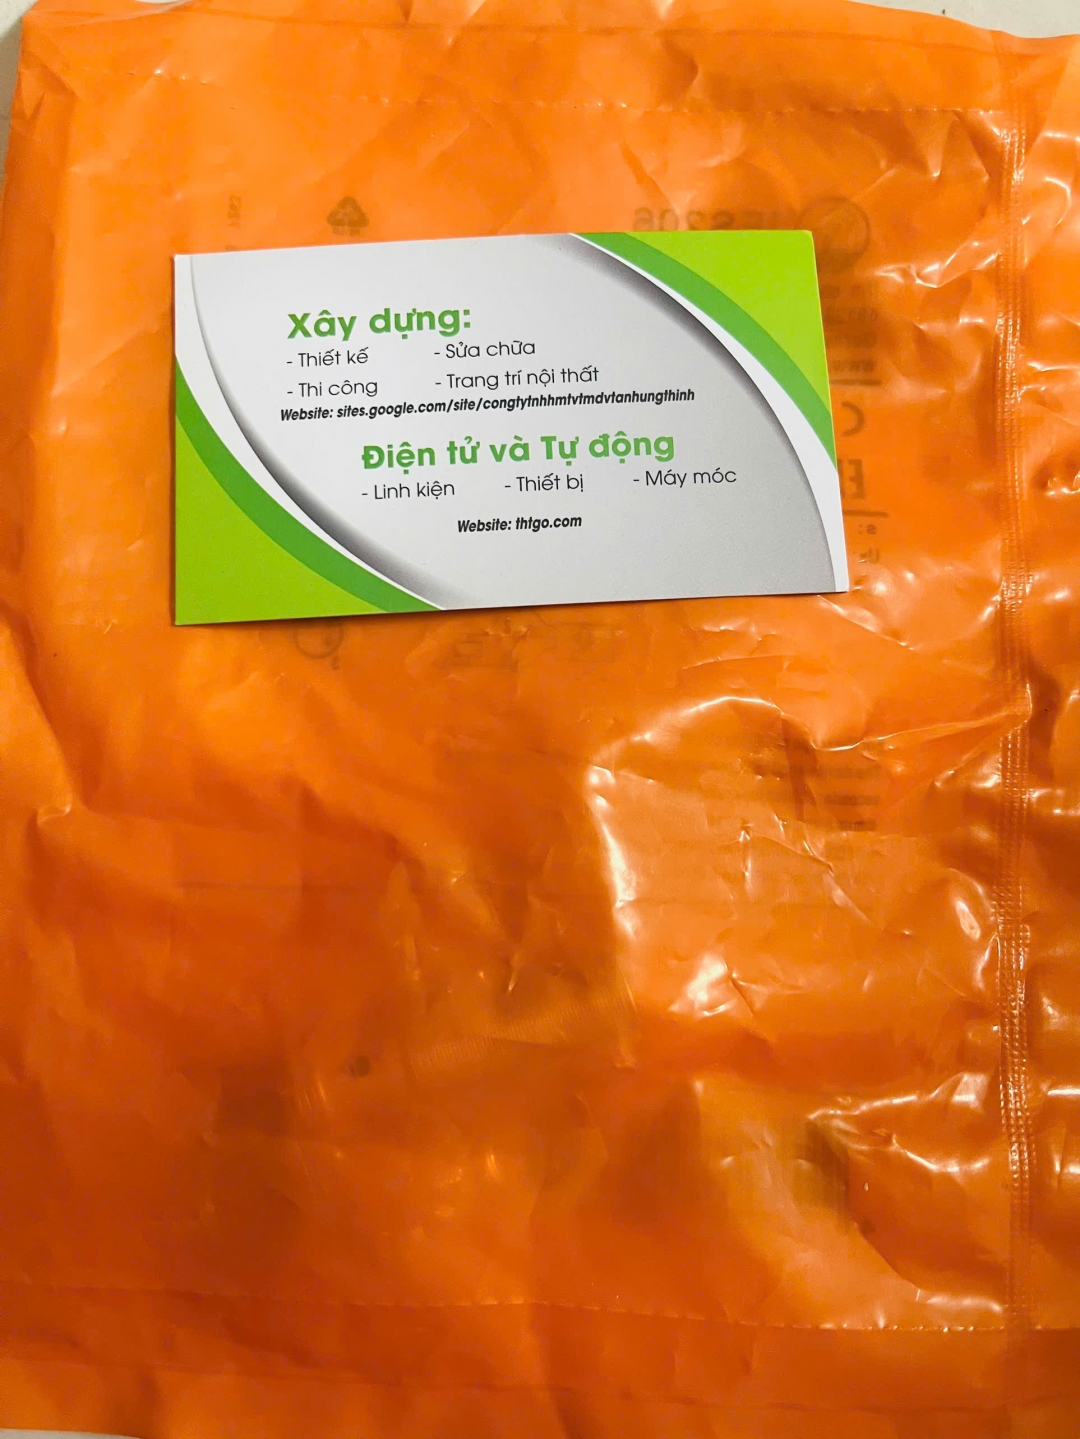 Xây dựng:
- Thiết kế - Sửa chữa
- Thi công - Trang trí nội thất
Website: sites.google.com/site/congtytnhhmtvtmdvtanhungthinh
Điện tử và Tự động
- Linh kiện - Thiết bị - Máy móc
Website: thtgo.com